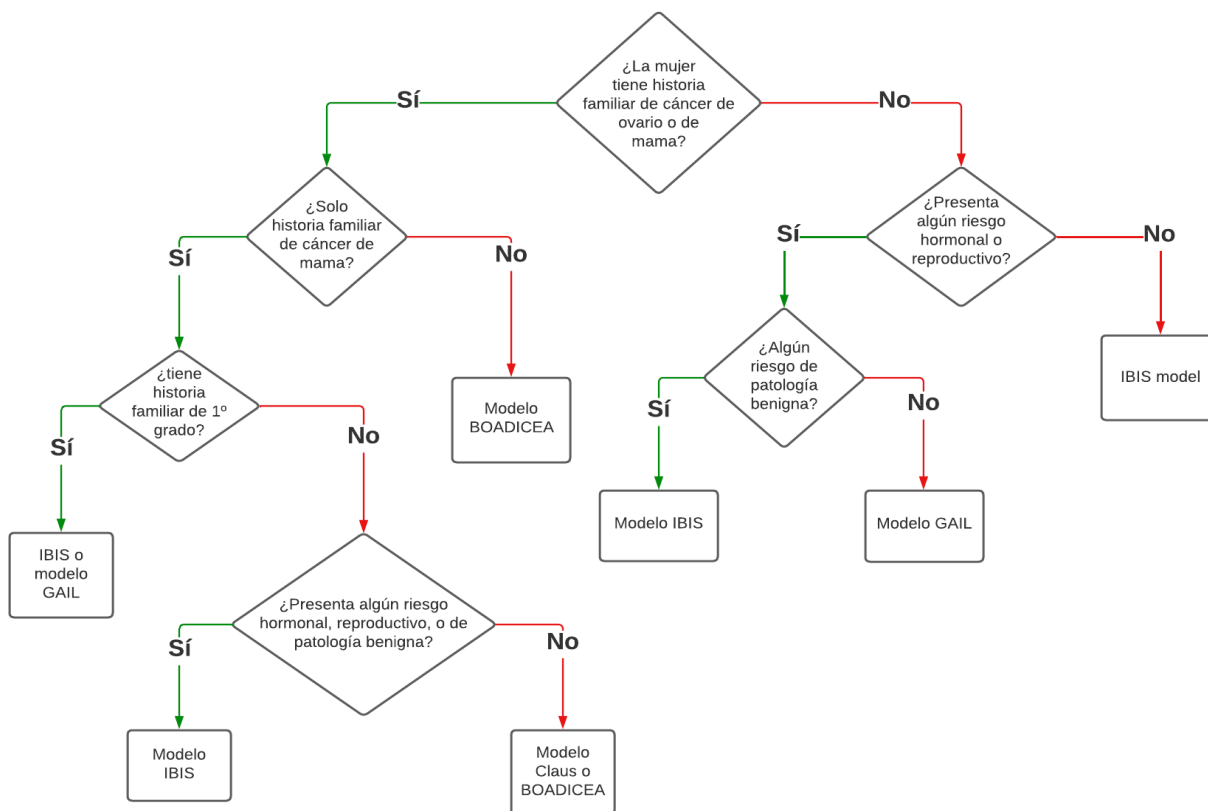 ¿La mujer
tiene historia
familiar de cáncer de
ovario o de
mama?
Sí
No
¿Solo
historia familiar
de cáncer de
mama?
¿Presenta
algún riesgo
hormonal o
reproductivo?
Sí
No
Sí
No
¿tiene
historia
familiar de 1º
grado?
Modelo
BOADICEA
¿Algún
riesgo de
patología
benigna?
IBIS model
Sí
No
Sí
No
IBIS o
modelo
GAIL
¿Presenta algún riesgo
hormonal, reproductivo, o de
patología benigna?
Modelo IBIS
Modelo GAIL
Sí
No
Modelo
IBIS
Modelo
Claus o
BOADICEA